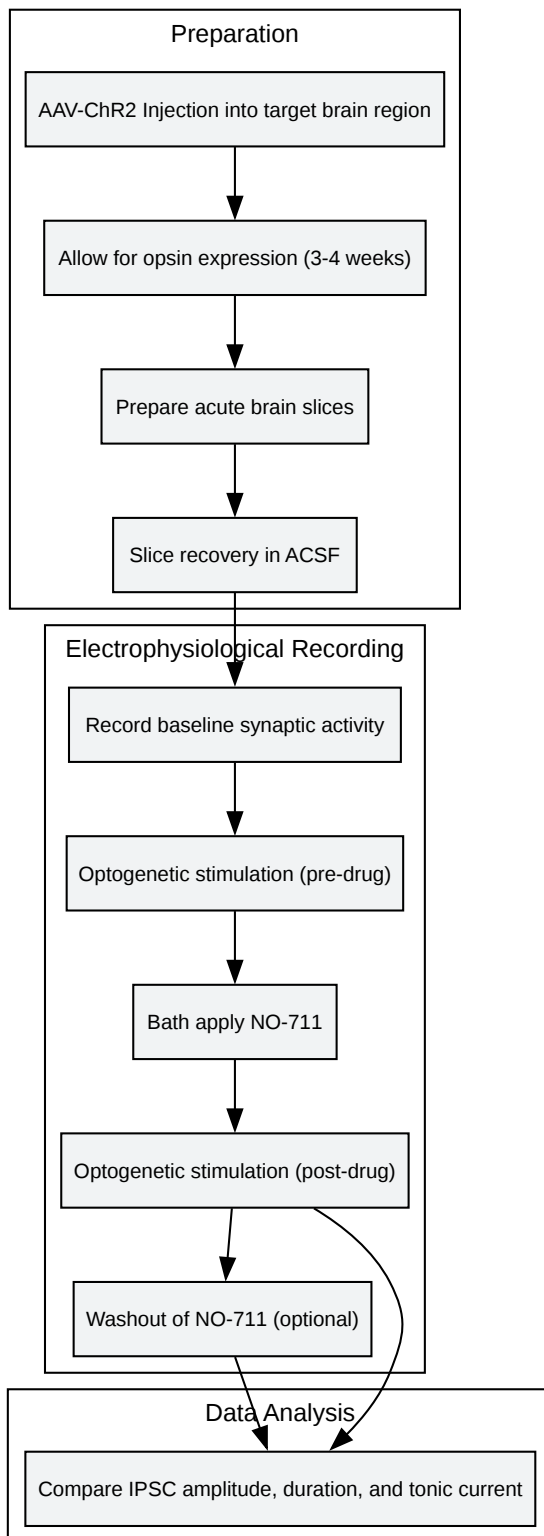 Preparation
AAV-ChR2 Injection into target brain region
Allow for opsin expression (3-4 weeks)
Prepare acute brain slices
Slice recovery in ACSF
Electrophysiological Recording
Record baseline synaptic activity
Optogenetic stimulation (pre-drug)
Bath apply NO-711
Optogenetic stimulation (post-drug)
Washout of NO-711 (optional)
Data Analysis
Compare IPSC amplitude, duration, and tonic current